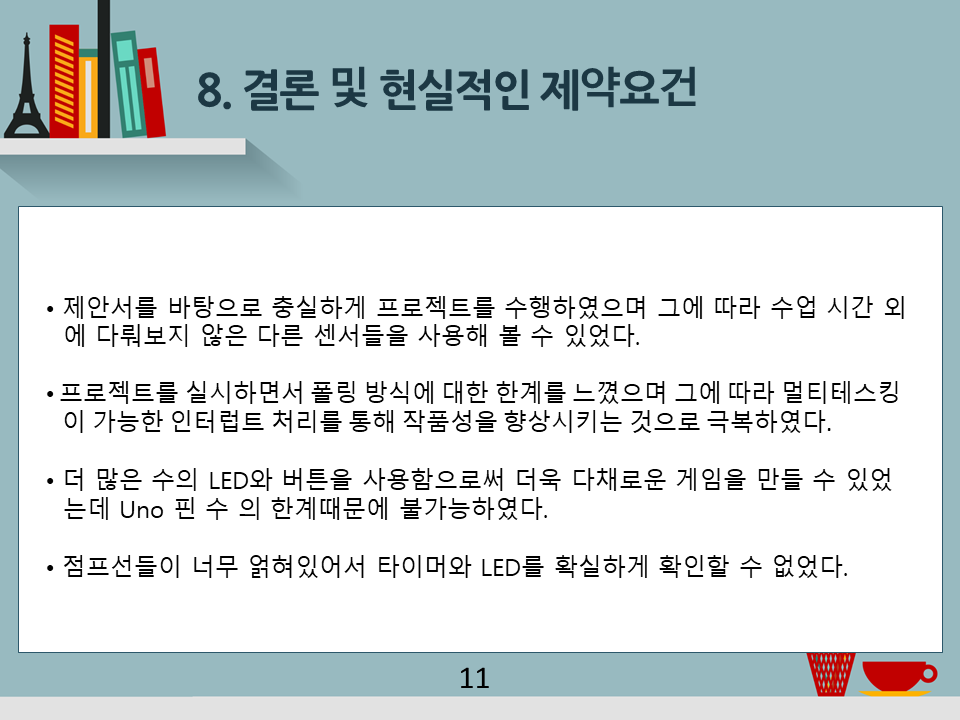 8. 결론 및 현실적인 제약요건
• 제안서를 바탕으로 충실하게 프로젝트를 수행하였으며 그에 따라 수업 시간 외
에 다뤄보지 않은 다른 센서들을 사용해 볼 수 있었다.
• 프로젝트를 실시하면서 폴링 방식에 대한 한계를 느꼈으며 그에 따라 멀티테스킹
이 가능한 인터럽트 처리를 통해 작품성을 향상시키는 것으로 극복하였다.
• 더 많은 수의 LED와 버튼을 사용함으로써 더욱 다채로운 게임을 만들 수 있었
는데 Uno 핀 수 의 한계때문에 불가능하였다.
• 점프선들이 너무 얽혀있어서 타이머와 LED를 확실하게 확인할 수 없었다.
11